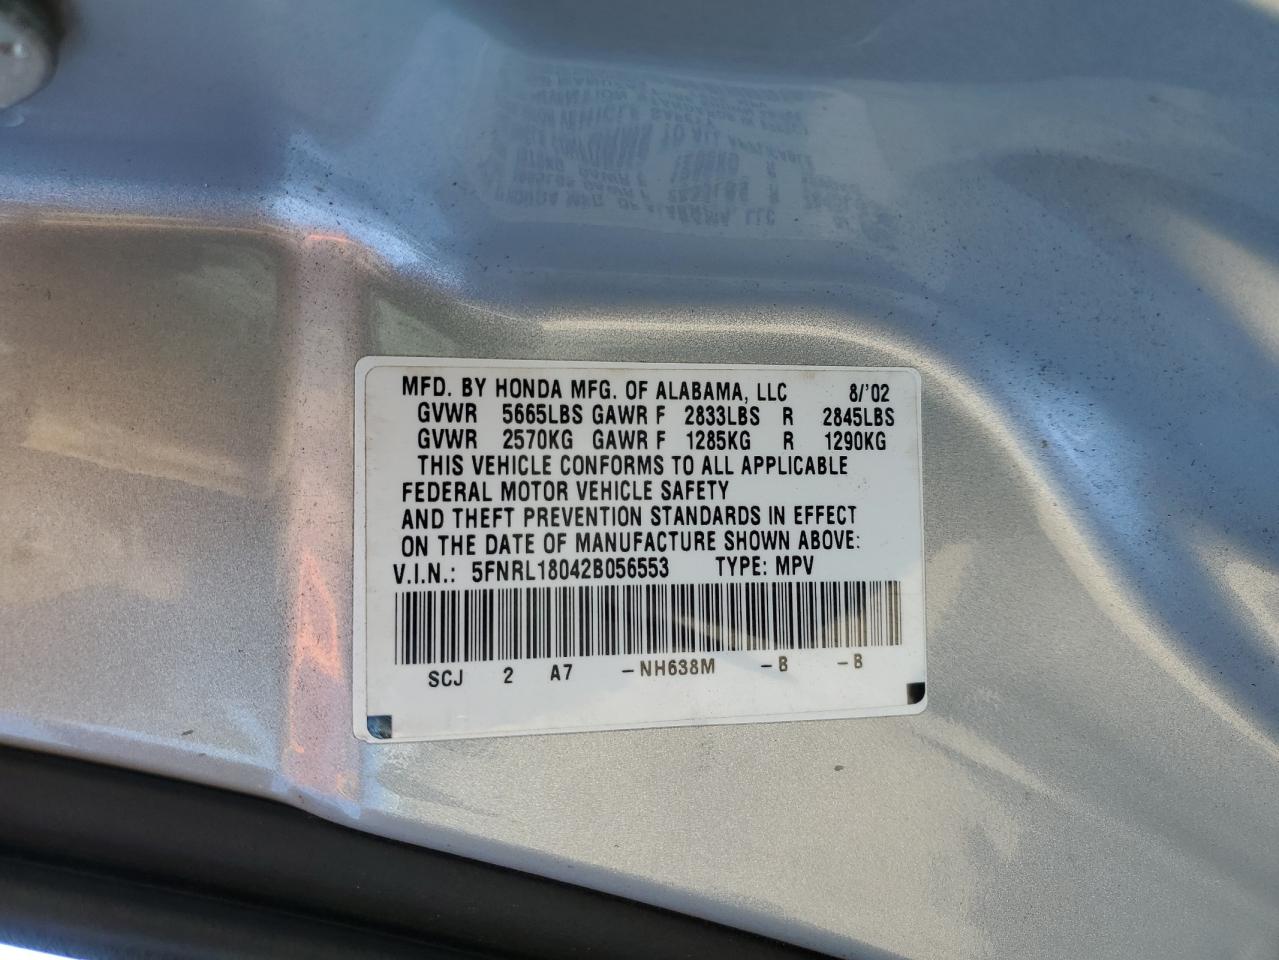 MFD. BY HONDA MFG. OF ALABAMA, LLC 8/'02
GVWR 5665LBS GAWR F 2833LBS R 2845LBS
GVWR 2570KG GAWR F 1285KG R 1290KG
THIS VEHICLE CONFORMS TO ALL APPLICABLE
FEDERAL MOTOR VEHICLE SAFETY
AND THEFT PREVENTION STANDARDS IN EFFECT
ON THE DATE OF MANUFACTURE SHOWN ABOVE:
V.I.N.: 5FNRL18042B056553 TYPE: MPV
SCJ 2 A7 -NH638M -B -B